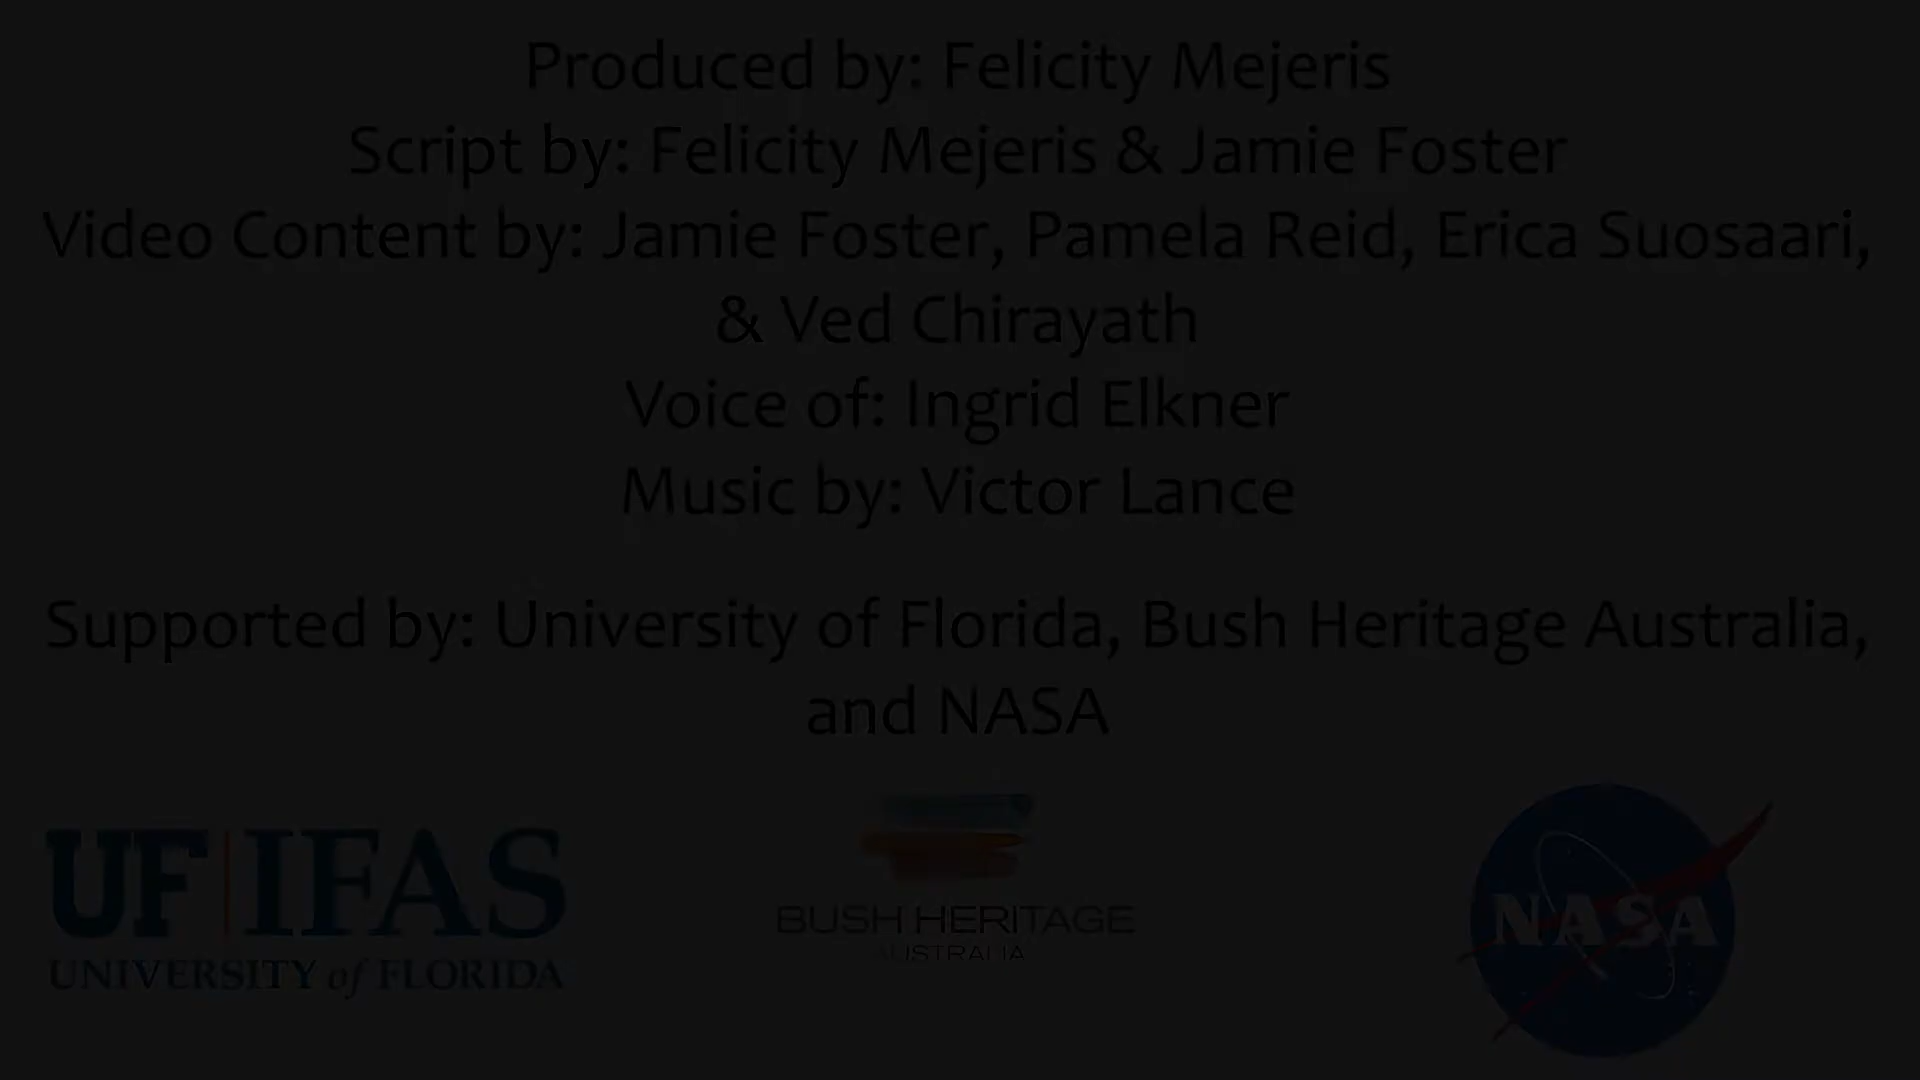 Produced by: Felicity Mejeris
Script by: Felicity Mejeris & Jamie Foster
Video Content by: Jamie Foster, Pamela Reid, Erica Suosaari,
& Ved Chirayath
Voice of: Ingrid Elkner
Music by: Victor Lance
Supported by: University of Florida, Bush Heritage Australia,
and NASA
UF|IFAS
UNIVERSITY of FLORIDA
BUSH HERITAGE
AUSTRALIA
NASA